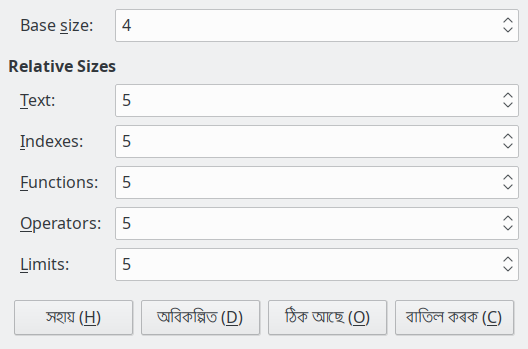 Base size: 4
Relative Sizes
Text: 5
Indexes: 5
Functions: 5
Operators: 5
Limits: 5
সহায় (H) অবিকল্পিত (D) ঠিক আছে (O) বাতিল কৰক (C)